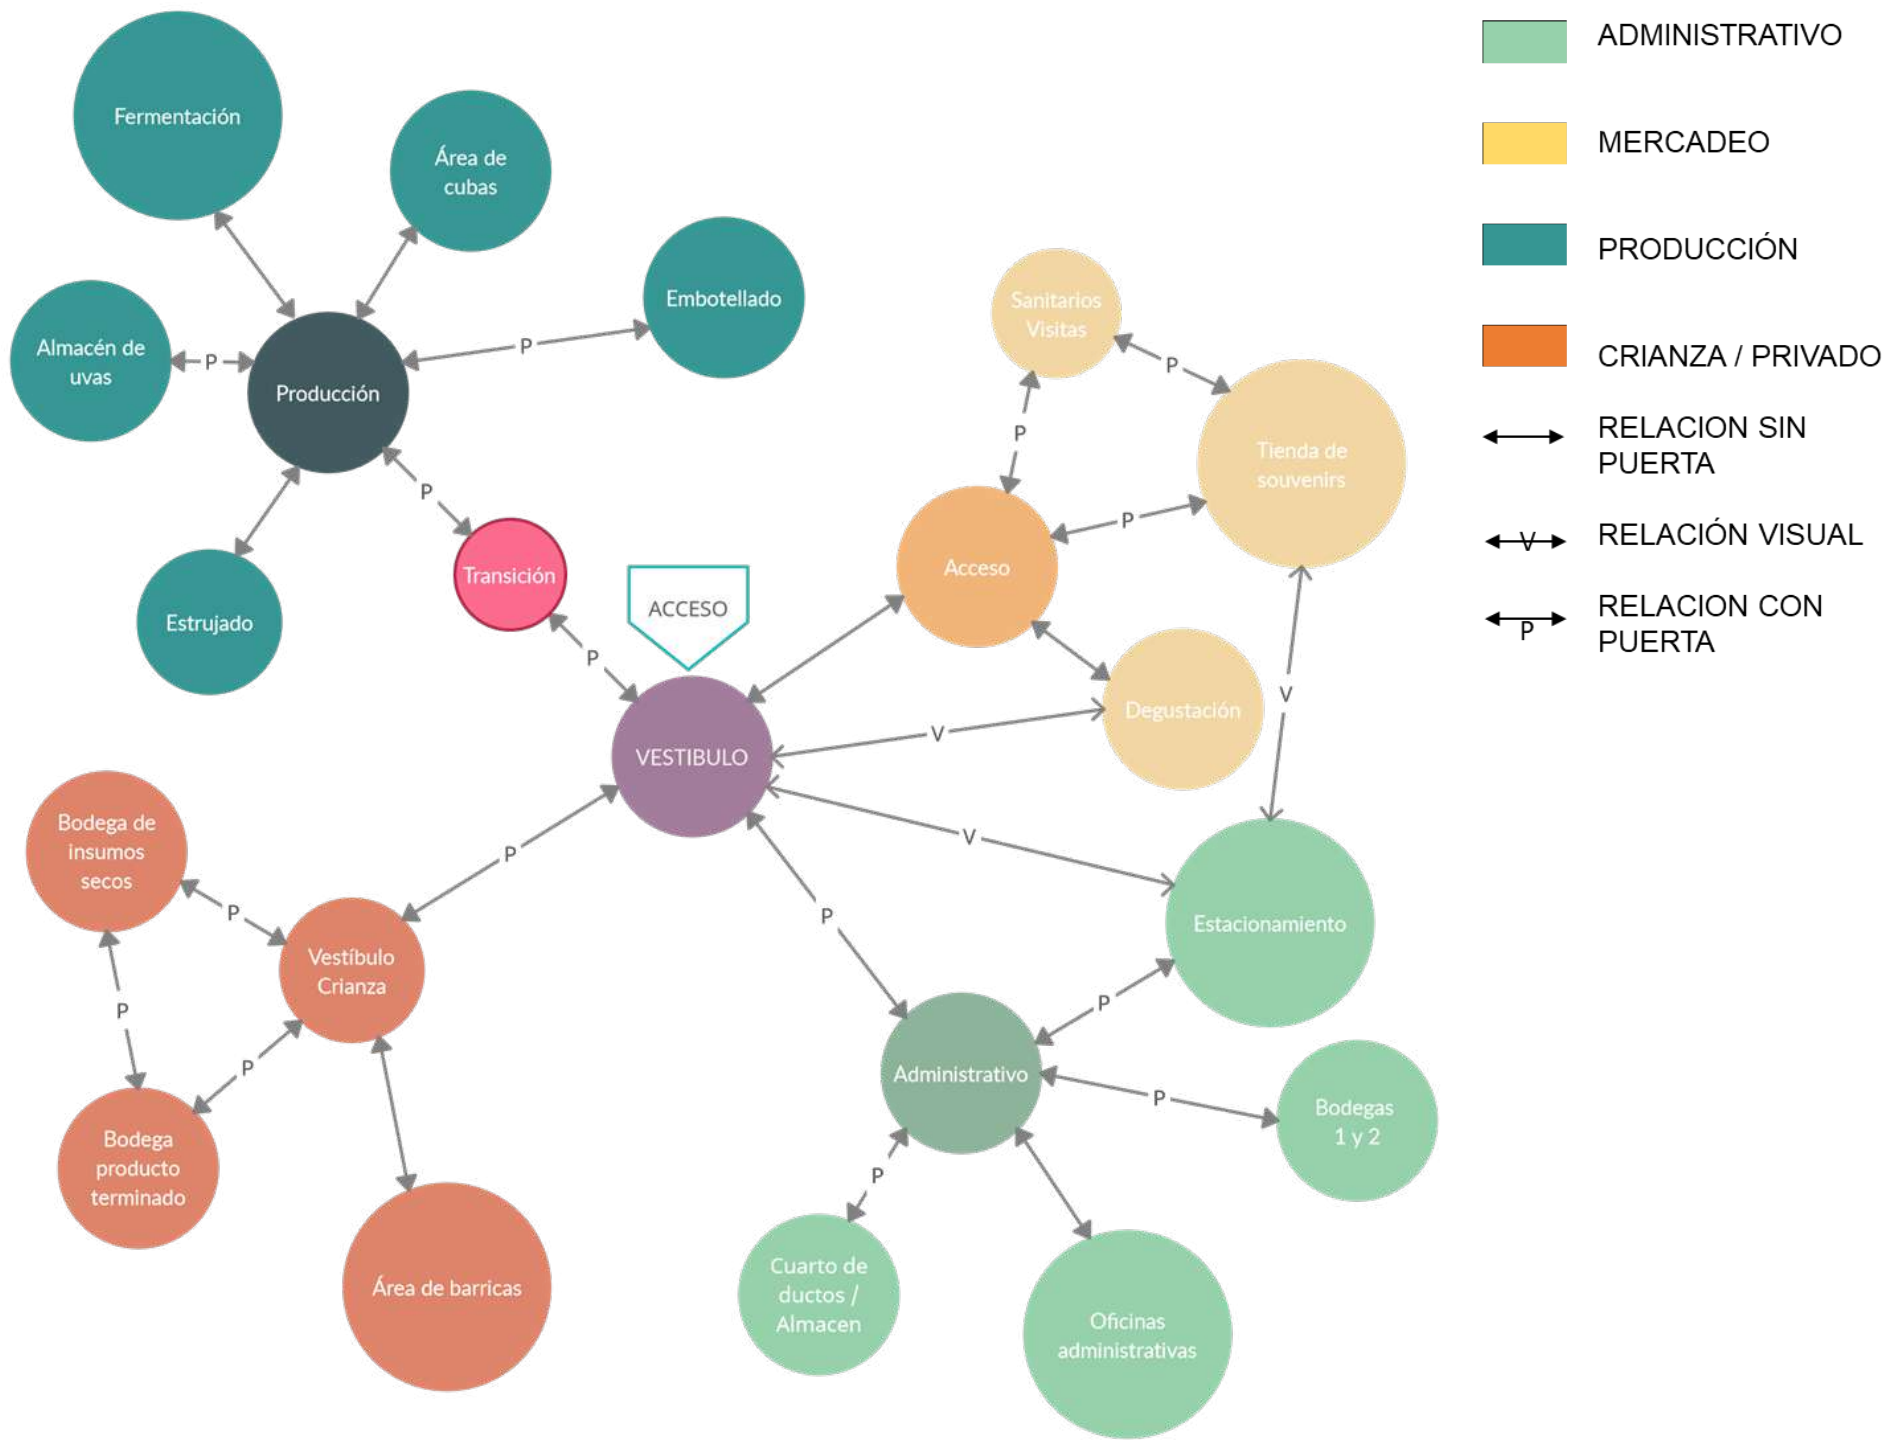 Fermentación
Área de
cubas
Embotellado
Almacén de
uvas
P
P
Producción
P
Estrujado
Transición
P
ACCESO
VESTIBULO
Sanitarios
Visitas
P
P
Tienda de
souvenirs
P
Acceso
Degustación
V
V
V
Estacionamiento
P
P
Administrativo
P
Bodegas
1 y 2
P
Cuarto de
ductos /
Almacen
Oficinas
administrativas
P
Bodega de
insumos
secos
P
Vestíbulo
Crianza
P
P
Bodega
producto
terminado
Área de barricas
ADMINISTRATIVO
MERCADEO
PRODUCCIÓN
CRIANZA / PRIVADO
RELACION SIN
PUERTA
V
RELACIÓN VISUAL
P
RELACION CON
PUERTA